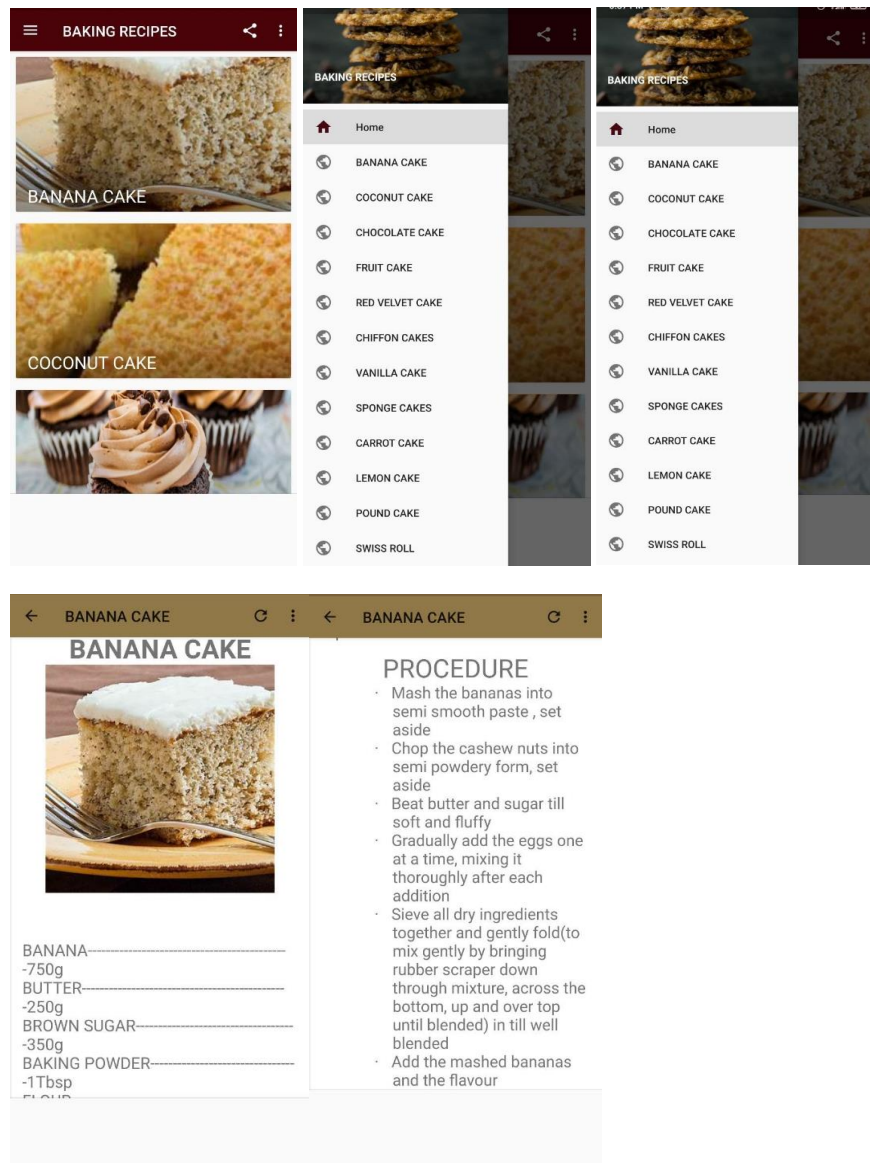 BAKING RECIPES
BANANA CAKE
COCONUT CAKE
BAKING RECIPES
Home
BANANA CAKE
COCONUT CAKE
CHOCOLATE CAKE
FRUIT CAKE
RED VELVET CAKE
CHIFFON CAKES
VANILLA CAKE
SPONGE CAKES
CARROT CAKE
LEMON CAKE
POUND CAKE
SWISS ROLL
BAKING RECIPES
Home
BANANA CAKE
COCONUT CAKE
CHOCOLATE CAKE
FRUIT CAKE
RED VELVET CAKE
CHIFFON CAKES
VANILLA CAKE
SPONGE CAKES
CARROT CAKE
LEMON CAKE
POUND CAKE
SWISS ROLL
BANANA CAKE
BANANA CAKE
BANANA--------------------------------------------
-750g
BUTTER---------------------------------------------
-250g
BROWN SUGAR-----------------------------------
-350g
BAKING POWDER--------------------------------
-1Tbsp
BANANA CAKE
PROCEDURE
· Mash the bananas into
semi smooth paste , set
aside
· Chop the cashew nuts into
semi powdery form, set
aside
· Beat butter and sugar till
soft and fluffy
· Gradually add the eggs one
at a time, mixing it
thoroughly after each
addition
· Sieve all dry ingredients
together and gently fold(to
mix gently by bringing
rubber scraper down
through mixture, across the
bottom, up and over top
until blended) in till well
blended
· Add the mashed bananas
and the flavour